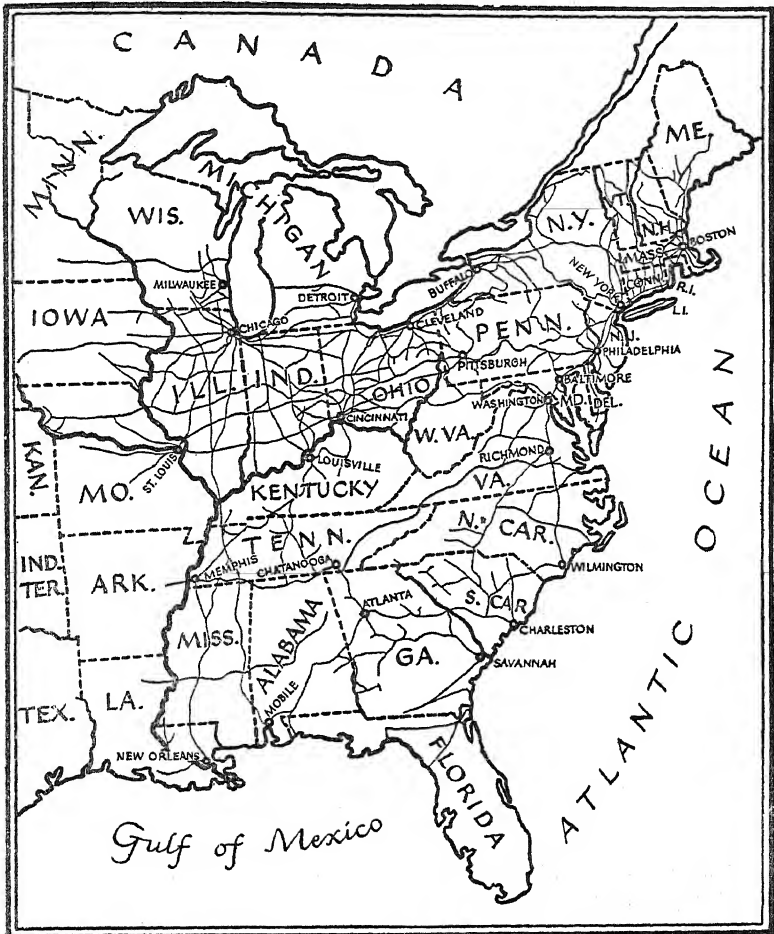 CANADA
ME.
MINN.
MICHIGAN
WIS.
N.Y.
VT.
N.H.
BOSTON
MASS.
BUFFALO
NEW YORK
CONN.
R.I.
L.I.
MILWAUKEE
DETROIT
IOWA
CHICAGO
CLEVELAND
PENN.
N.J.
PHILADELPHIA
PITTSBURGH
ILL.
IND.
OHIO
BALTIMORE
WASHINGTON
MD.
DEL.
CINCINNATI
W.VA.
KAN.
MO.
ST. LOUIS
LOUISVILLE
RICHMOND
KENTUCKY
VA.
ATLANTIC OCEAN
TENN.
N. CAR.
IND.
TER.
ARK.
MEMPHIS
CHATANOOGA
WILMINGTON
ATLANTA
S. CAR.
CHARLESTON
MISS.
ALABAMA
GA.
SAVANNAH
TEX.
LA.
MOBILE
NEW ORLEANS
FLORIDA
Gulf of Mexico